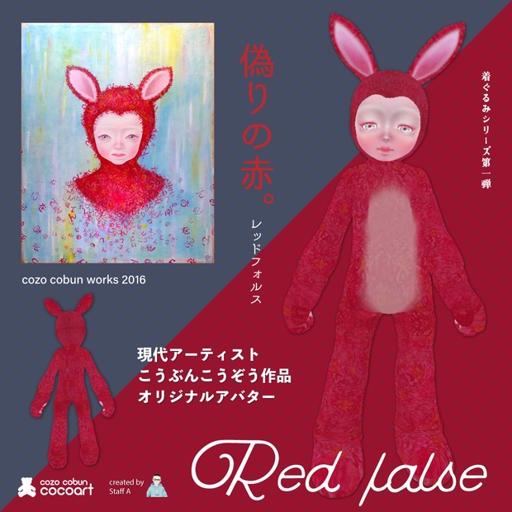 偽りの赤。
レッドフォルス
着ぐるみシリーズ第一弾
cozo cobun works 2016
現代アーティスト
こうぶんこうぞう作品
オリジナルアバター
Red false
cozo cobun
cocoart
created by
Staff A